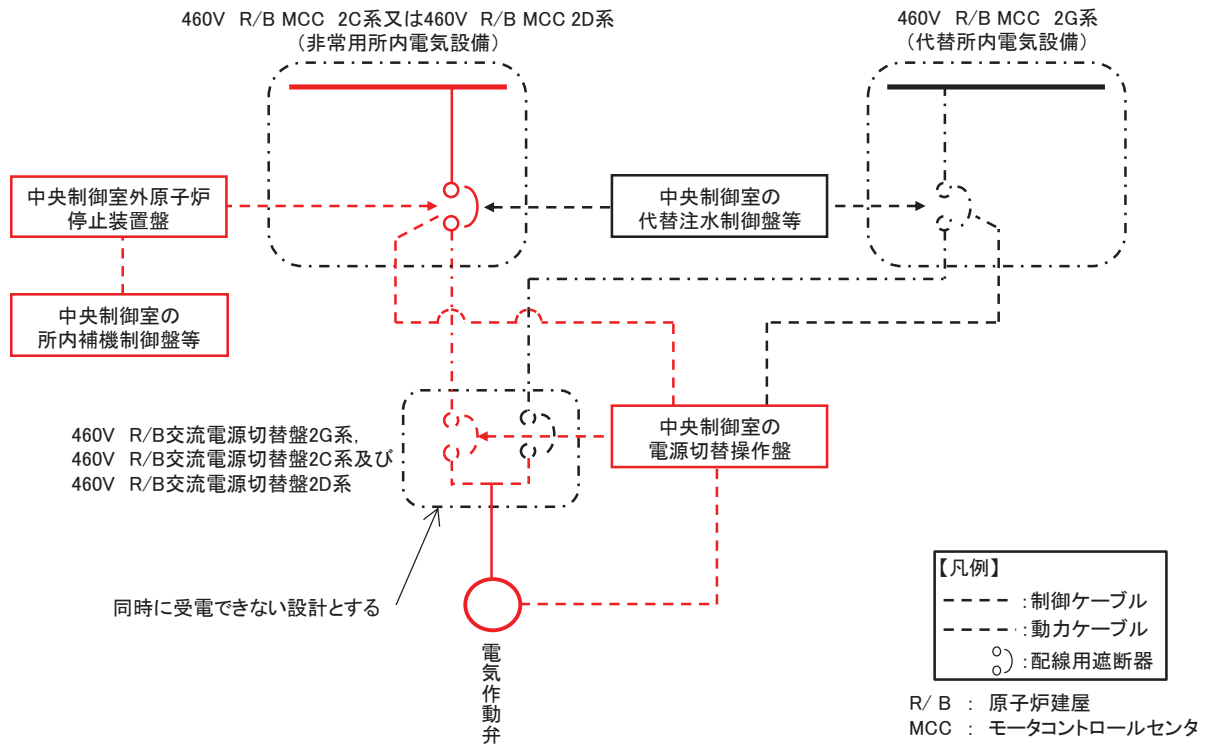 460V R/B MCC 2C系又は460V R/B MCC 2D系
（非常用所内電気設備）
460V R/B MCC 2G系
（代替所内電気設備）
中央制御室外原子炉
停止装置盤
中央制御室の
代替注水制御盤等
中央制御室の
所内補機制御盤等
460V R/B交流電源切替盤2G系，
460V R/B交流電源切替盤2C系及び
460V R/B交流電源切替盤2D系
中央制御室の
電源切替操作盤
同時に受電できない設計とする
電気作動弁
【凡例】
：制御ケーブル
：動力ケーブル
：配線用遮断器
R/B ： 原子炉建屋
MCC ： モータコントロールセンタ